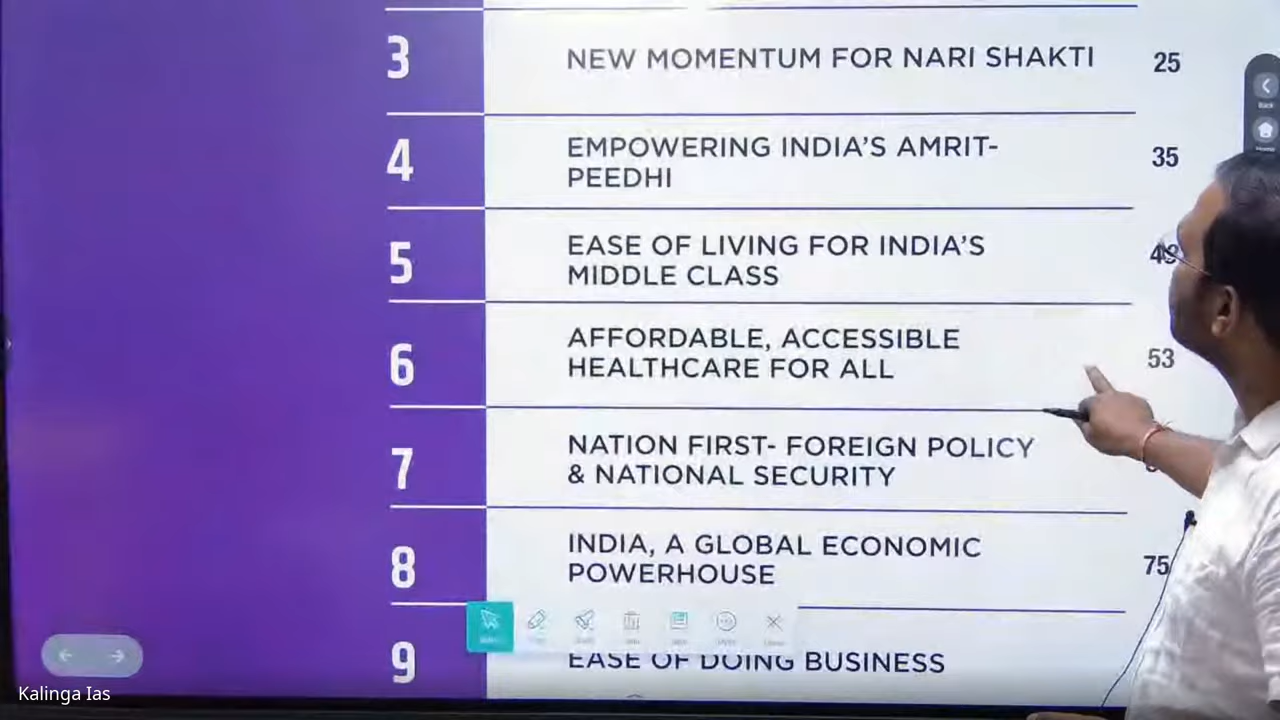 3 NEW MOMENTUM FOR NARI SHAKTI 25
4 EMPOWERING INDIA'S AMRIT-
PEEDHI 35
5 EASE OF LIVING FOR INDIA'S
MIDDLE CLASS
6 AFFORDABLE, ACCESSIBLE
HEALTHCARE FOR ALL 53
7 NATION FIRST- FOREIGN POLICY
& NATIONAL SECURITY
8 INDIA, A GLOBAL ECONOMIC
POWERHOUSE 75
9 EASE OF DOING BUSINESS
Back
Home
Kalinga Ias